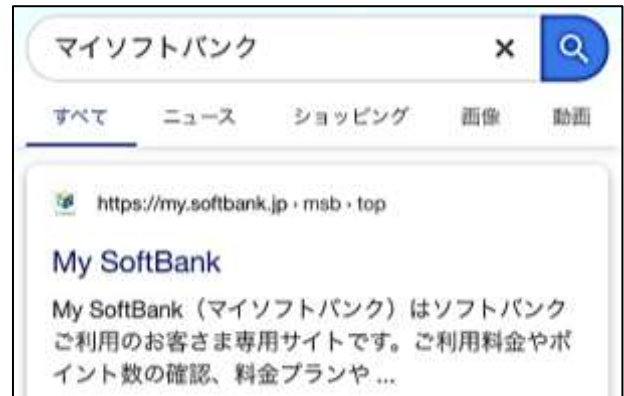 マイソフトバンク
すべて ニュース ショッピング 画像 動画
https://my.softbank.jp › msb › top
My SoftBank
My SoftBank（マイソフトバンク）はソフトバンク
ご利用のお客さま専用サイトです。ご利用料金やポ
イント数の確認、料金プランや ...